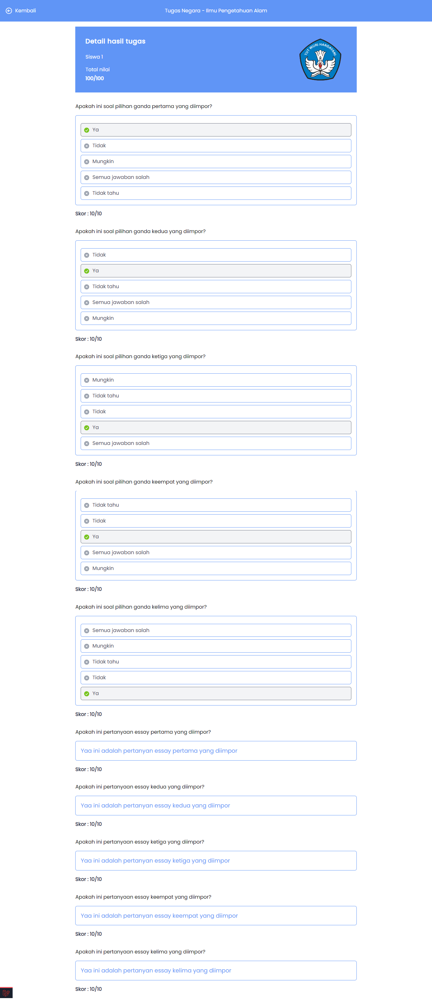 Kembali
Tugas Negara - Ilmu Pengetahuan Alam
Detail hasil tugas
Siswa 1
Total nilai
100/100
TUT WURI HANDAYANI
Apakah ini soal pilihan ganda pertama yang diimpor?
Ya
Tidak
Mungkin
Semua jawaban salah
Tidak tahu
Skor : 10/10
Apakah ini soal pilihan ganda kedua yang diimpor?
Tidak
Ya
Tidak tahu
Semua jawaban salah
Mungkin
Skor : 10/10
Apakah ini soal pilihan ganda ketiga yang diimpor?
Mungkin
Tidak tahu
Tidak
Ya
Semua jawaban salah
Skor : 10/10
Apakah ini soal pilihan ganda keempat yang diimpor?
Tidak tahu
Tidak
Ya
Semua jawaban salah
Mungkin
Skor : 10/10
Apakah ini soal pilihan ganda kelima yang diimpor?
Semua jawaban salah
Mungkin
Tidak tahu
Tidak
Ya
Skor : 10/10
Apakah ini pertanyaan essay pertama yang diimpor?
Yaa ini adalah pertanyan essay pertama yang diimpor
Skor : 10/10
Apakah ini pertanyaan essay kedua yang diimpor?
Yaa ini adalah pertanyan essay kedua yang diimpor
Skor : 10/10
Apakah ini pertanyaan essay ketiga yang diimpor?
Yaa ini adalah pertanyan essay ketiga yang diimpor
Skor : 10/10
Apakah ini pertanyaan essay keempat yang diimpor?
Yaa ini adalah pertanyan essay keempat yang diimpor
Skor : 10/10
Apakah ini pertanyaan essay kelima yang diimpor?
Yaa ini adalah pertanyan essay kelima yang diimpor
Skor : 10/10